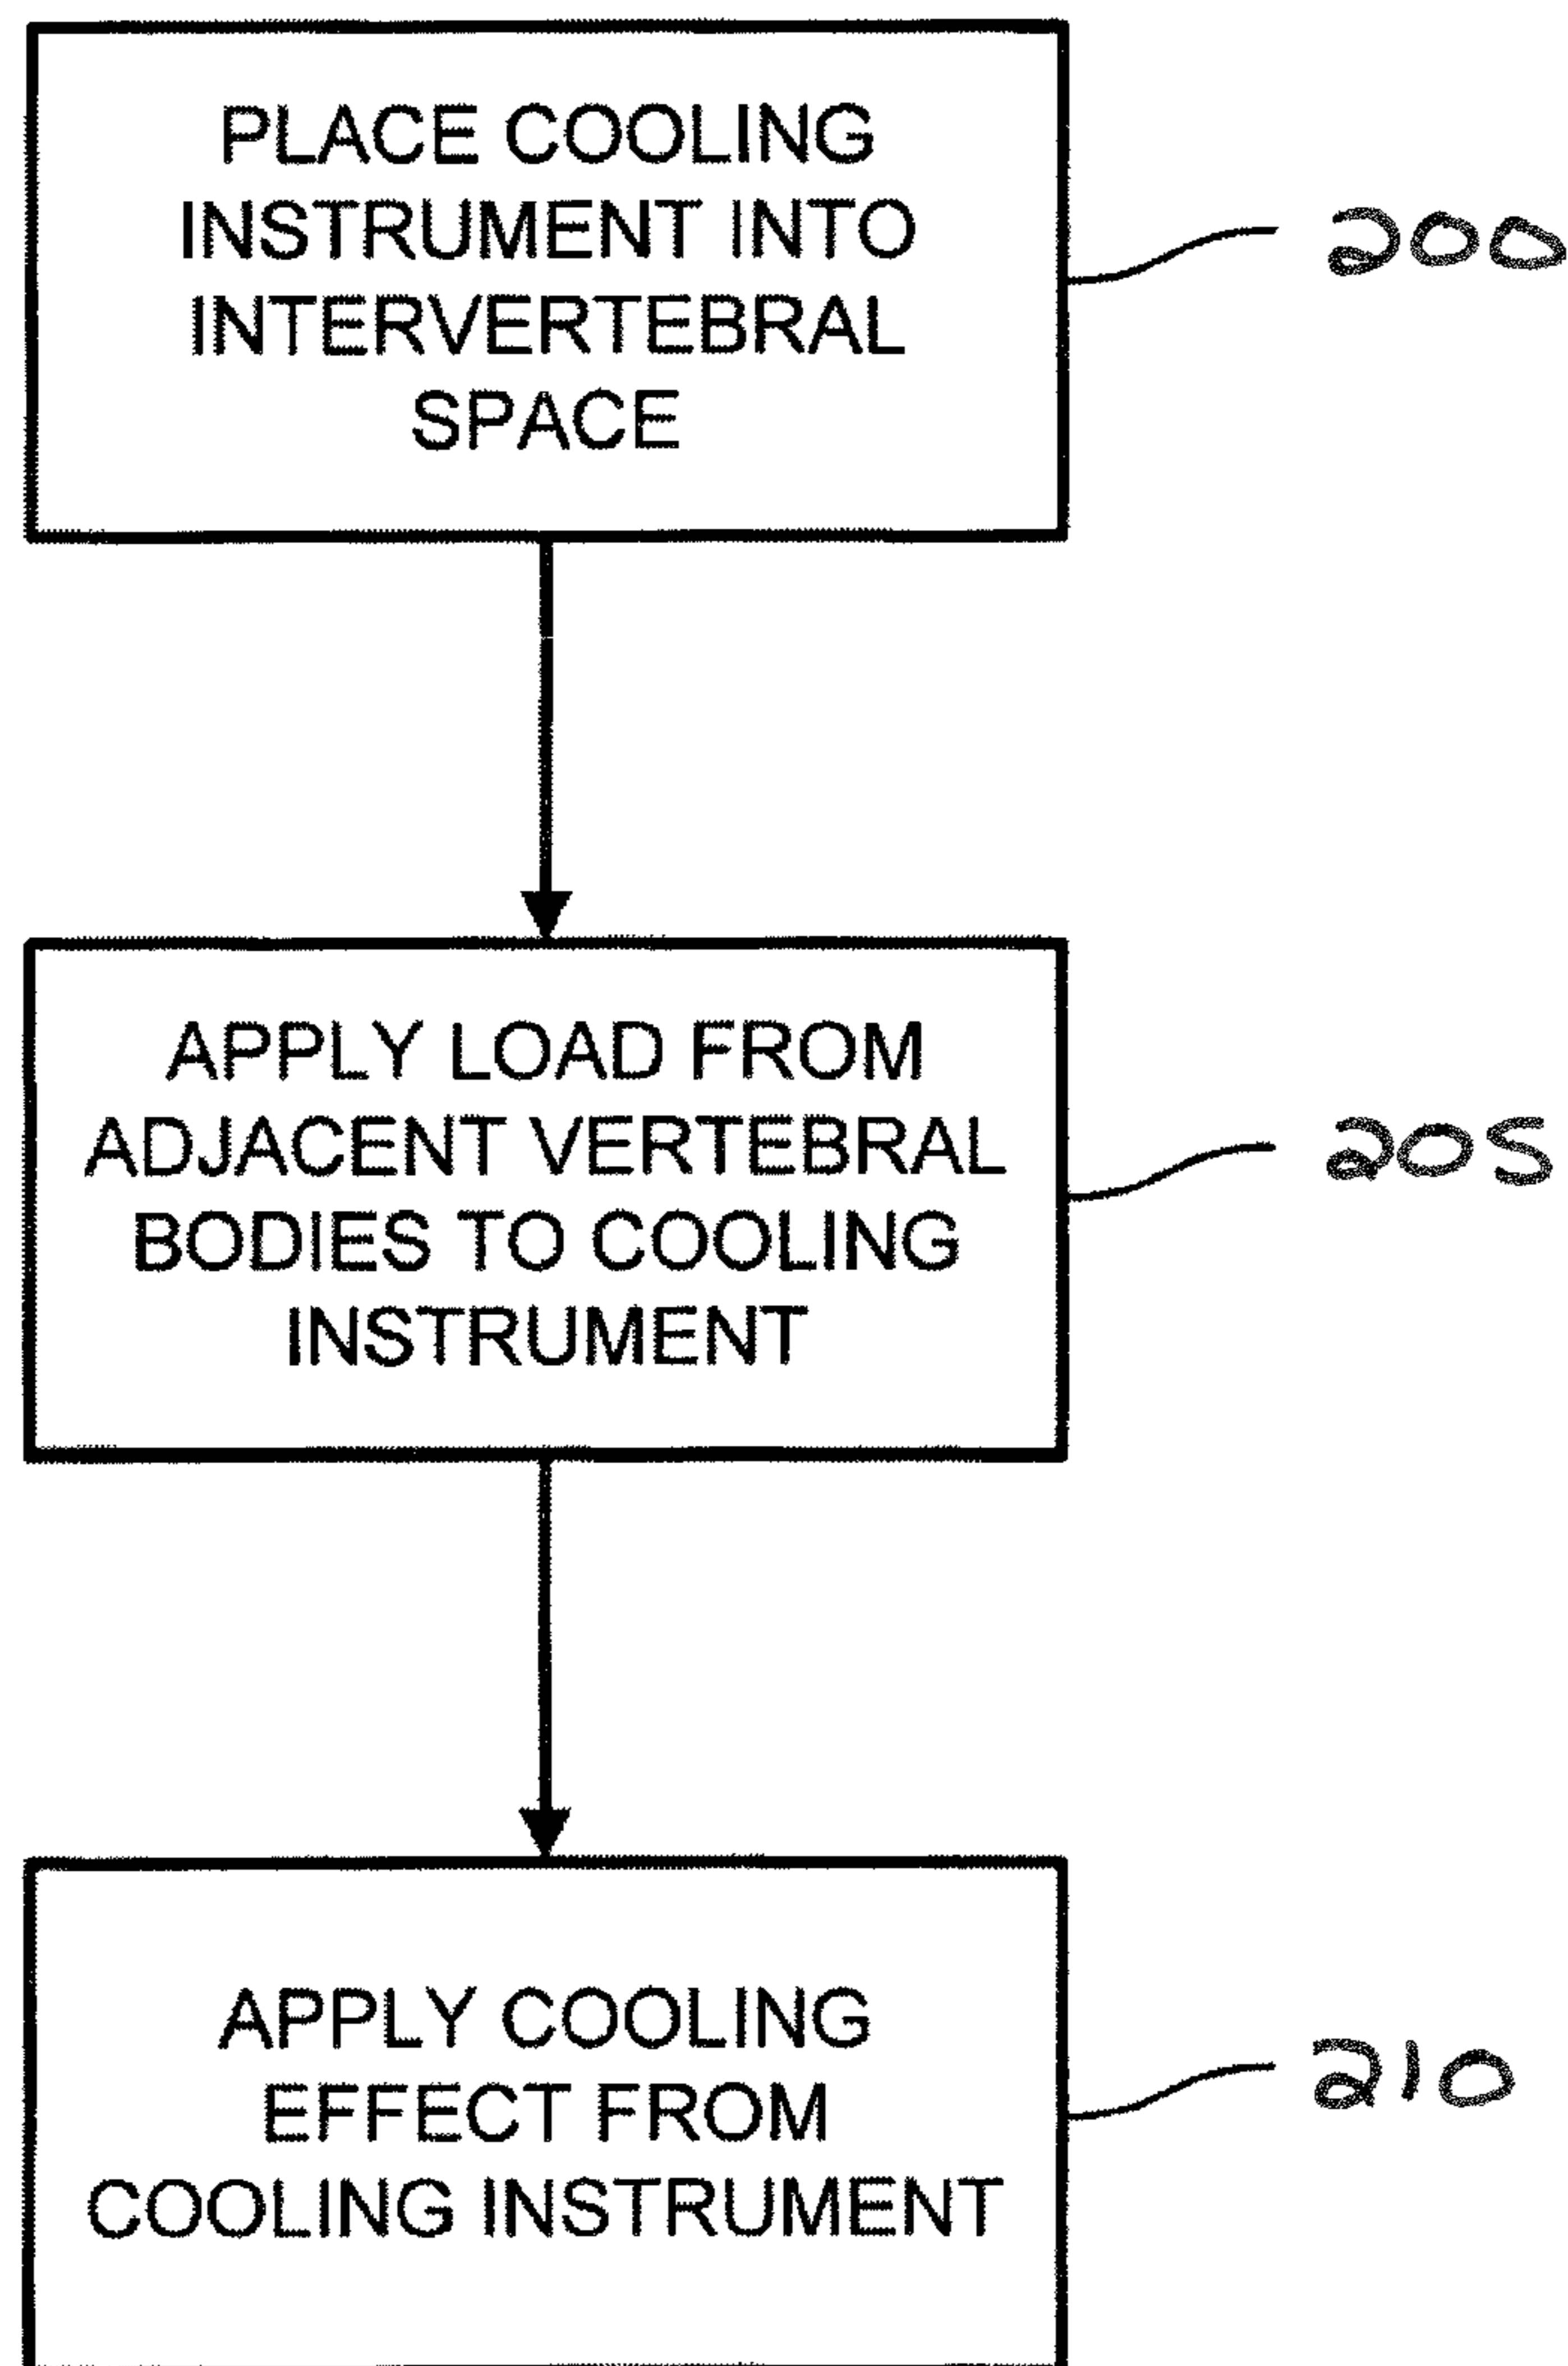 PLACE COOLING
INSTRUMENT INTO
INTERVERTEBRAL
SPACE
200
APPLY LOAD FROM
ADJACENT VERTEBRAL
BODIES TO COOLING
INSTRUMENT
205
APPLY COOLING
EFFECT FROM
COOLING INSTRUMENT
210